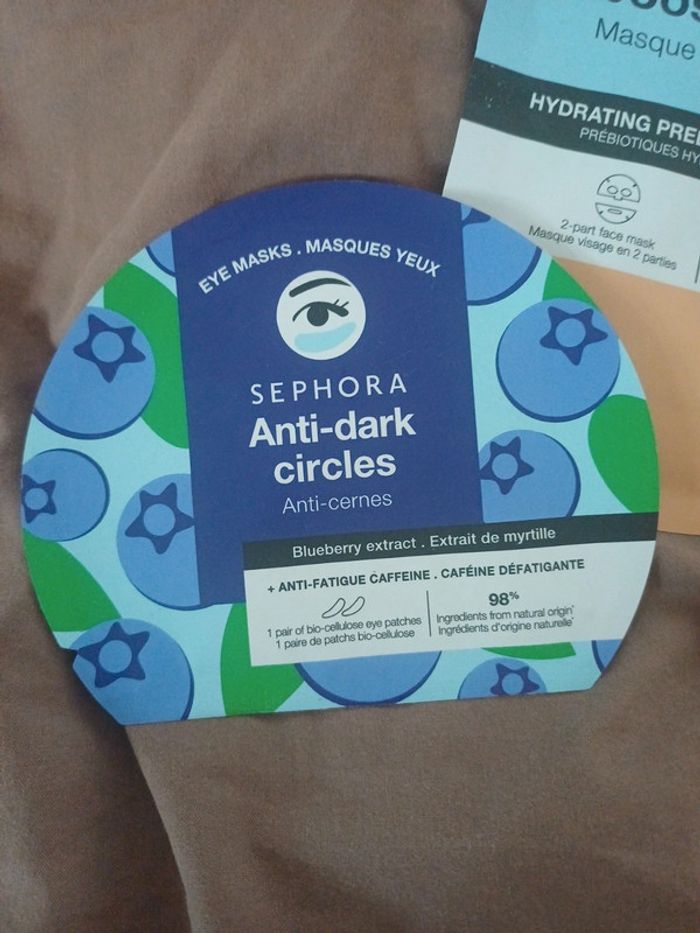 Masque
HYDRATING
PRÉBIOTIQUES
2-part face mask
Masque visage en 2 parties
EYE MASKS . MASQUES YEUX
SEPHORA
Anti-dark
circles
Anti-cernes
Blueberry extract . Extrait de myrtille
+ ANTI-FATIGUE CAFFEINE . CAFÉINE DÉFATIGANTE
1 pair of bio-cellulose eye patches
1 paire de patchs bio-cellulose
98%
Ingredients from natural origin*
Ingrédients d'origine naturelle*